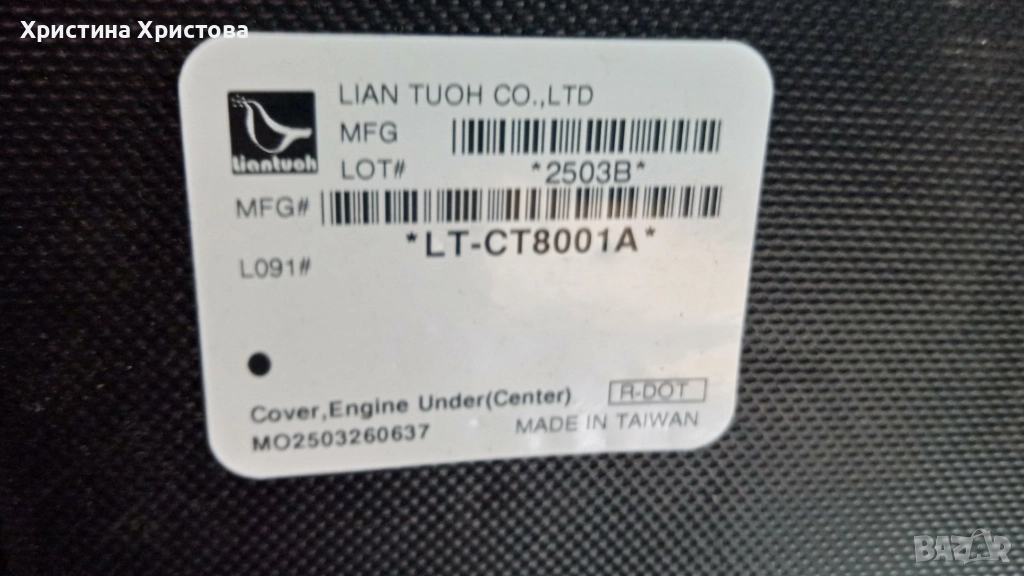 Христина Христова
LIAN TUOH CO.,LTD
Liantuoh
MFG
LOT#
*2503B*
MFG#
*LT-CT8001A*
L091#
Cover,Engine Under(Center)
R-DOT
MO2503260637
MADE IN TAIWAN
BAZAR